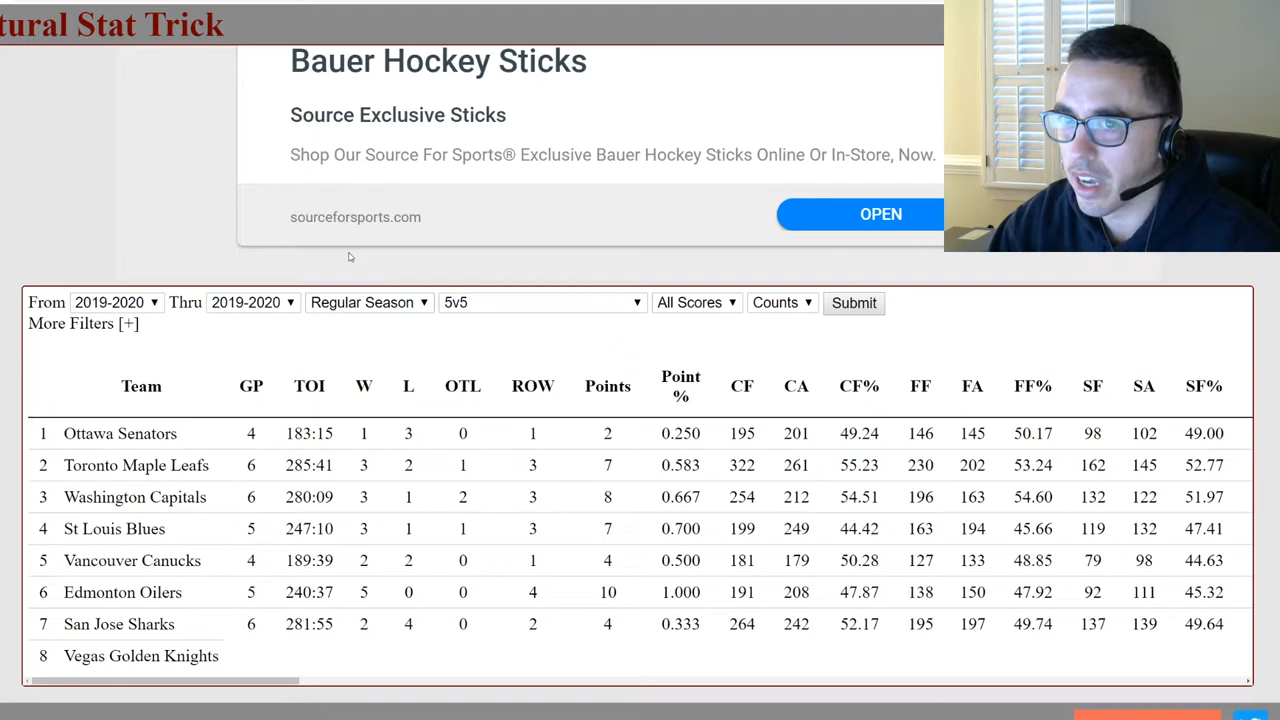 tural Stat Trick
Bauer Hockey Sticks
Source Exclusive Sticks
Shop Our Source For Sports® Exclusive Bauer Hockey Sticks Online Or In-Store, Now.
sourceforsports.com
OPEN
From 2019-2020 Thru 2019-2020 Regular Season 5v5 All Scores Counts Submit
More Filters [+]
Team GP TOI W L OTL ROW Points Point % CF CA CF% FF FA FF% SF SA SF%
1 Ottawa Senators 4 183:15 1 3 0 1 2 0.250 195 201 49.24 146 145 50.17 98 102 49.00
2 Toronto Maple Leafs 6 285:41 3 2 1 3 7 0.583 322 261 55.23 230 202 53.24 162 145 52.77
3 Washington Capitals 6 280:09 3 1 2 3 8 0.667 254 212 54.51 196 163 54.60 132 122 51.97
4 St Louis Blues 5 247:10 3 1 1 3 7 0.700 199 249 44.42 163 194 45.66 119 132 47.41
5 Vancouver Canucks 4 189:39 2 2 0 1 4 0.500 181 179 50.28 127 133 48.85 79 98 44.63
6 Edmonton Oilers 5 240:37 5 0 0 4 10 1.000 191 208 47.87 138 150 47.92 92 111 45.32
7 San Jose Sharks 6 281:55 2 4 0 2 4 0.333 264 242 52.17 195 197 49.74 137 139 49.64
8 Vegas Golden Knights